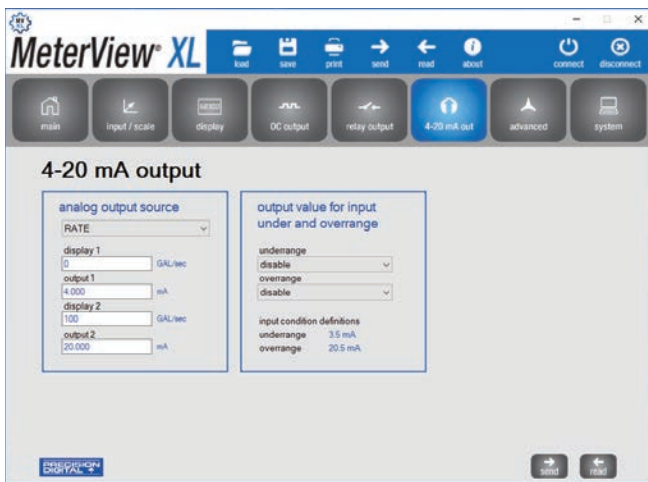 MV
XL
MeterView® XL
load save print send read about connect disconnect
main input / scale display OC output relay output 4-20 mA out advanced system
4-20 mA output
analog output source
RATE
display 1
0 GAL/sec
output 1
4.000 mA
display 2
100 GAL/sec
output 2
20.000 mA
output value for input
under and overrange
underrange
disable
overrange
disable
input condition definitions
underrange 3.5 mA
overrange 20.5 mA
PRECISION
DIGITAL
send read